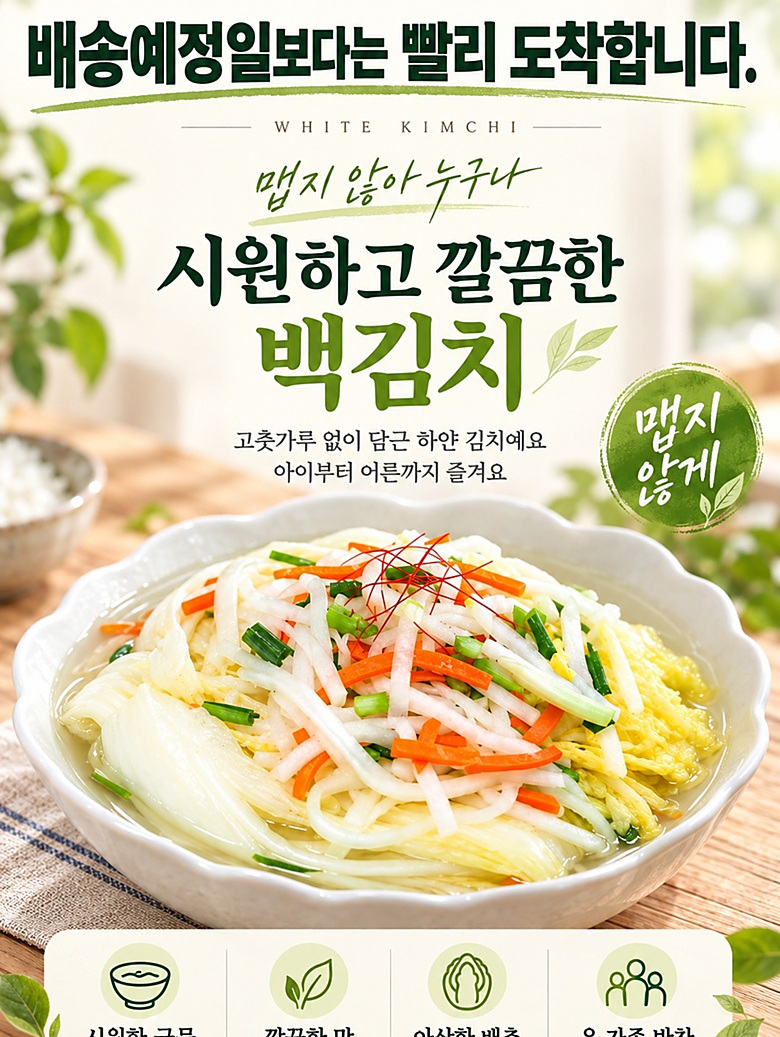 배송예정일보다는 빨리 도착합니다.
WHITE KIMCHI
맵지 않아 누구나
시원하고 깔끔한
백김치
고춧가루 없이 담근 하얀 김치예요
아이부터 어른까지 즐겨요
맵지
않게